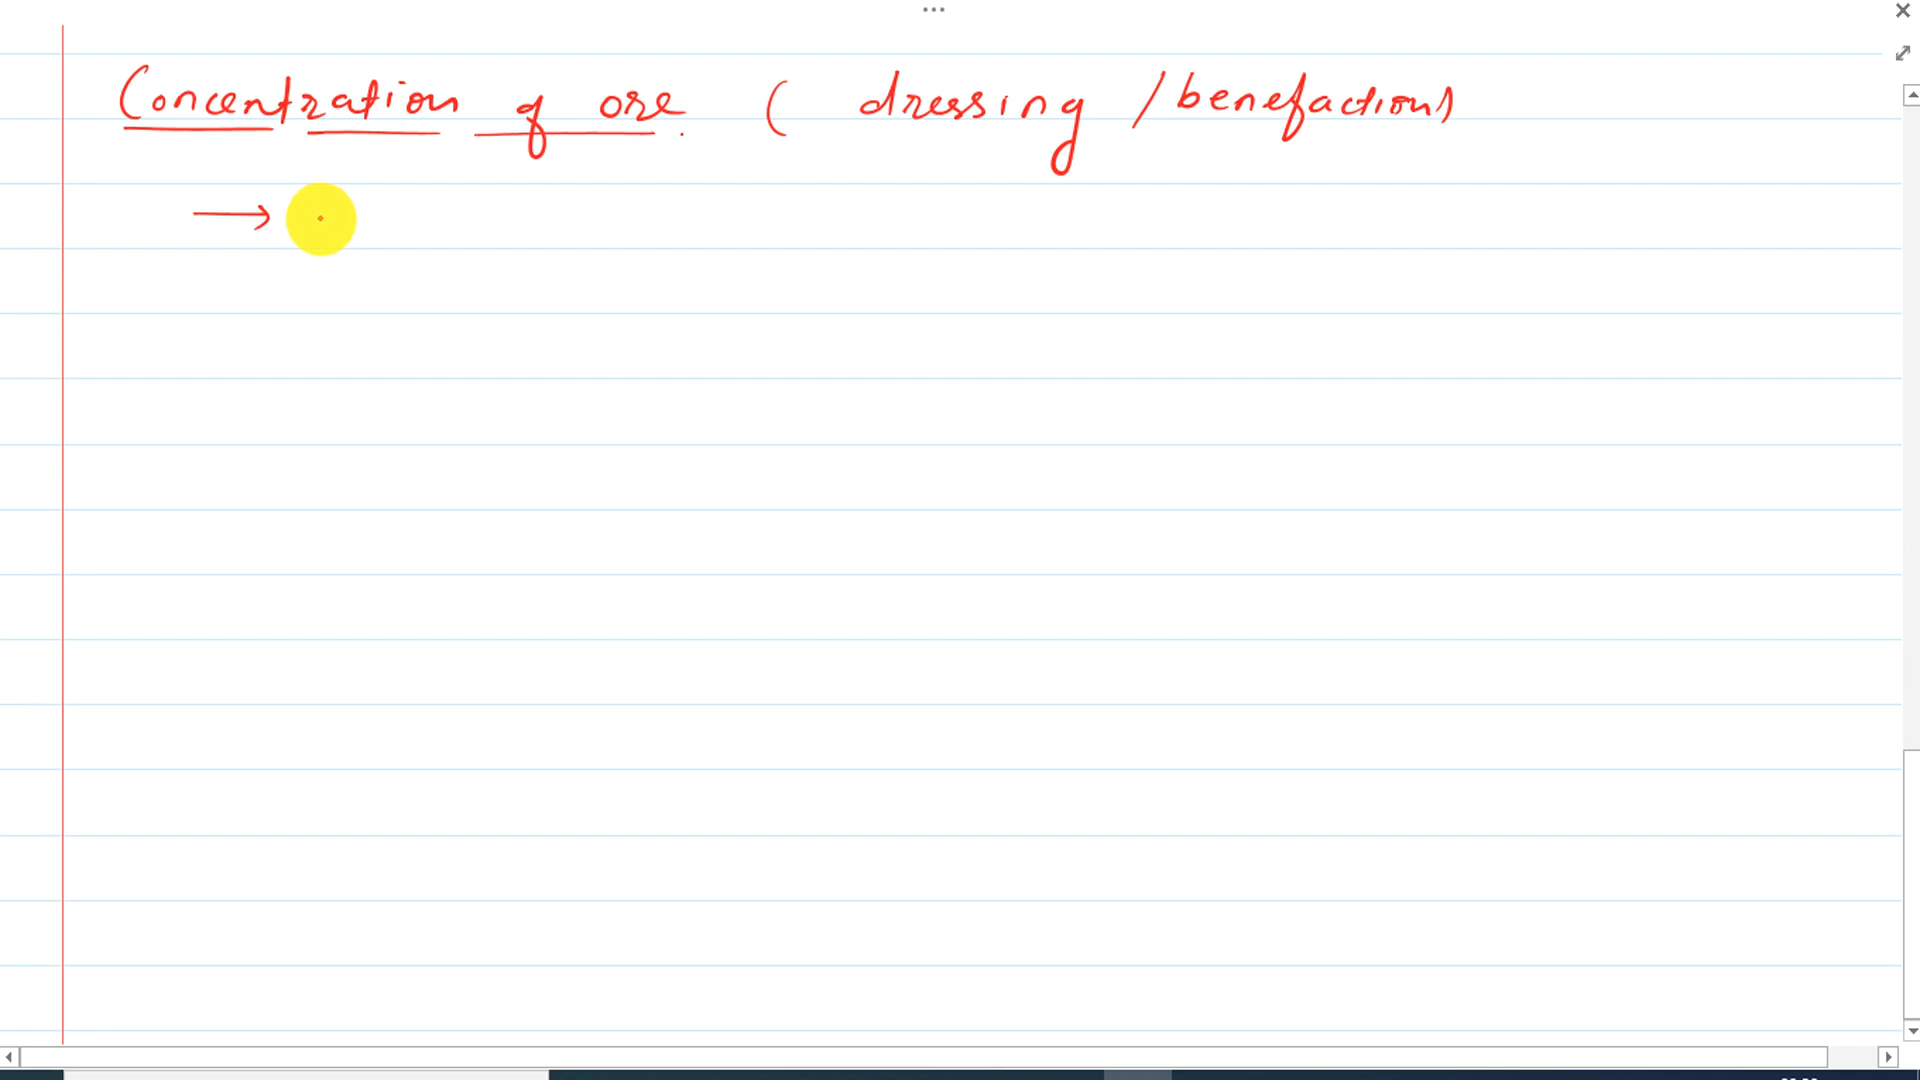 Concentration of ore ( dressing / benefaction)
→